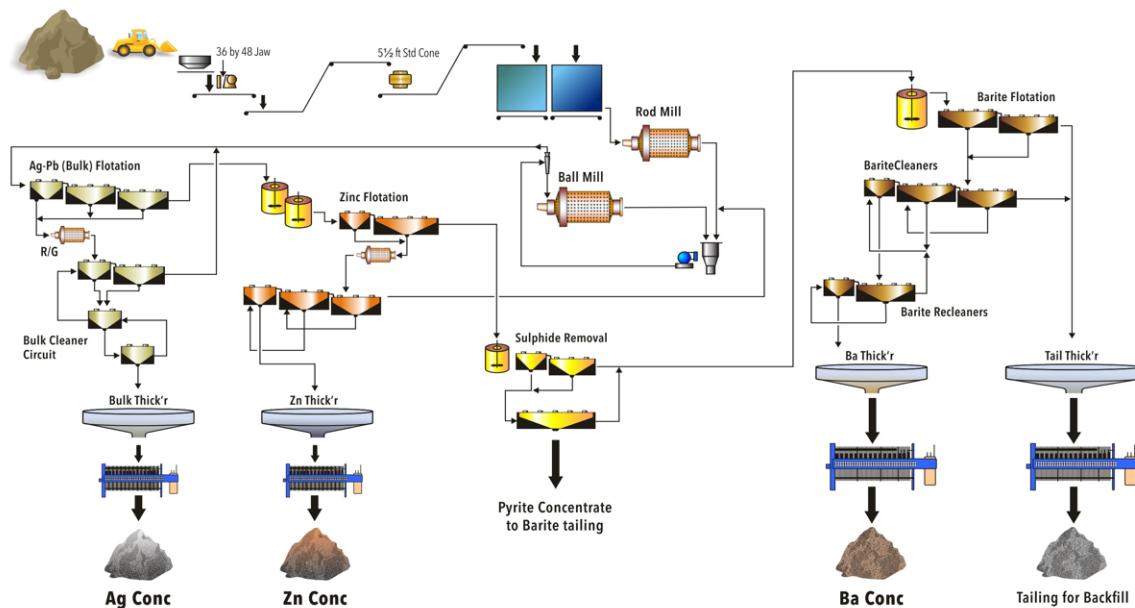 36 by 48 Jaw
5½ ft Std Cone
Rod Mill
Barite Flotation
Ag-Pb (Bulk) Flotation
BariteCleaners
Ball Mill
Zinc Flotation
R/G
Barite Recleaners
Bulk Cleaner
Circuit
Sulphide Removal
Bulk Thick'r
Zn Thick'r
Ba Thick'r
Tail Thick'r
Pyrite Concentrate
to Barite tailing
Ag Conc
Zn Conc
Ba Conc
Tailing for Backfill